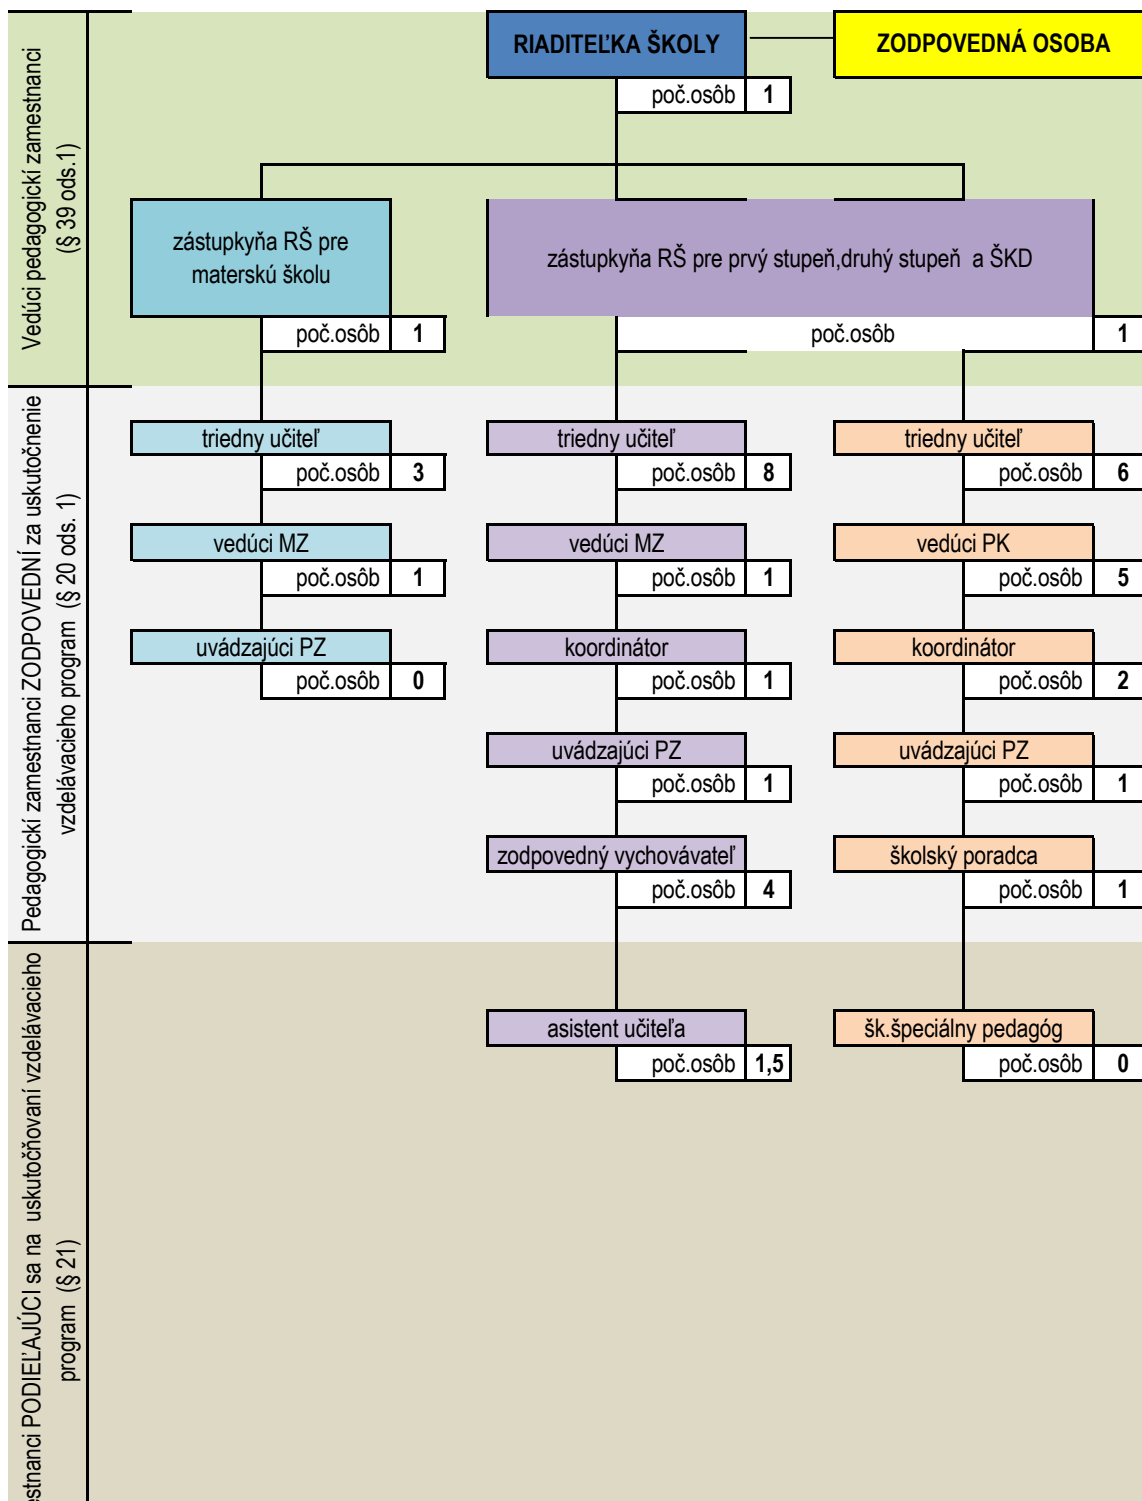 Vedúci pedagogickí zamestnanci
(§ 39 ods.1)
RIADITEĽKA ŠKOLY
ZODPOVEDNÁ OSOBA
poč.osôb 1
zástupkyňa RŠ pre
materskú školu
poč.osôb 1
zástupkyňa RŠ pre prvý stupeň,druhý stupeň a ŠKD
poč.osôb 1
Pedagogickí zamestnanci ZODPOVEDNÍ za uskutočnenie
vzdelávacieho program (§ 20 ods. 1)
triedny učiteľ
poč.osôb 3
vedúci MZ
poč.osôb 1
uvádzajúci PZ
poč.osôb 0
triedny učiteľ
poč.osôb 8
vedúci MZ
poč.osôb 1
koordinátor
poč.osôb 1
uvádzajúci PZ
poč.osôb 1
zodpovedný vychovávateľ
poč.osôb 4
triedny učiteľ
poč.osôb 6
vedúci PK
poč.osôb 5
koordinátor
poč.osôb 2
uvádzajúci PZ
poč.osôb 1
školský poradca
poč.osôb 1
PODIEĽAJÚCI sa na uskutočňovaní vzdelávacieho
program (§ 21)
asistent učiteľa
poč.osôb 1,5
šk.špeciálny pedagóg
poč.osôb 0